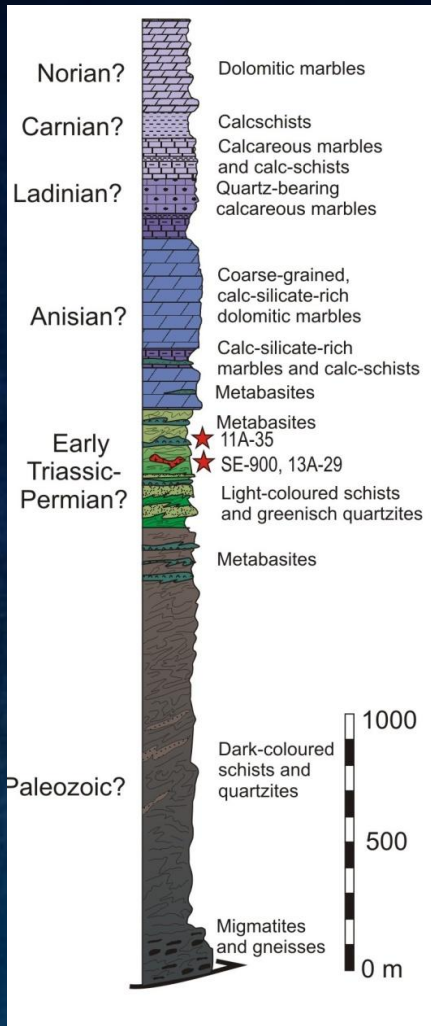 Norian?
Dolomitic marbles
Carnian?
Calcschists
Calcareous marbles
and calc-schists
Ladinian?
Quartz-bearing
calcareous marbles
Anisian?
Coarse-grained,
calc-silicate-rich
dolomitic marbles
Calc-silicate-rich
marbles and calc-schists
Metabasites
Early
Triassic-
Permian?
Metabasites
11A-35
SE-900, 13A-29
Light-coloured schists
and greenisch quartzites
Metabasites
Paleozoic?
Dark-coloured
schists and
quartzites
Migmatites
and gneisses
1000
500
0 m